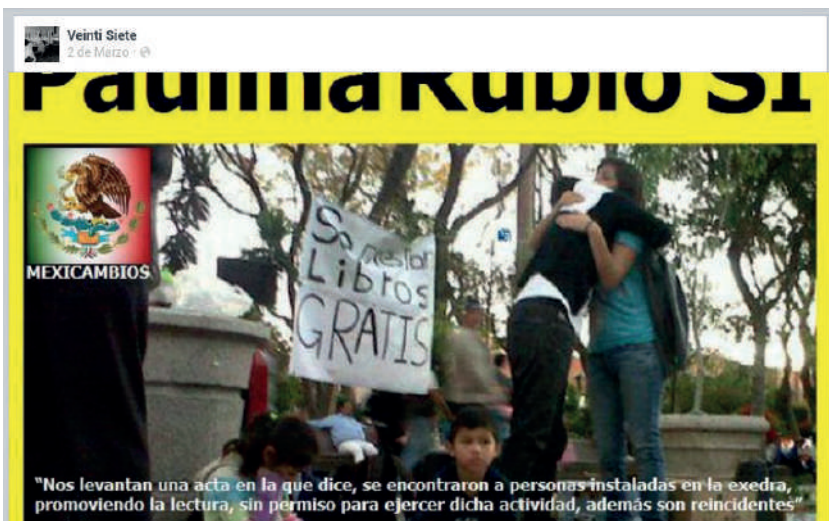 Veinti Siete
2 de Marzo
Paulina Rubio SI
MEXICAMBIOS
Se prestan
Libros
GRATIS
"Nos levantan una acta en la que dice, se encontraron a personas instaladas en la exedra,
promoviendo la lectura, sin permiso para ejercer dicha actividad, además son reincidentes"